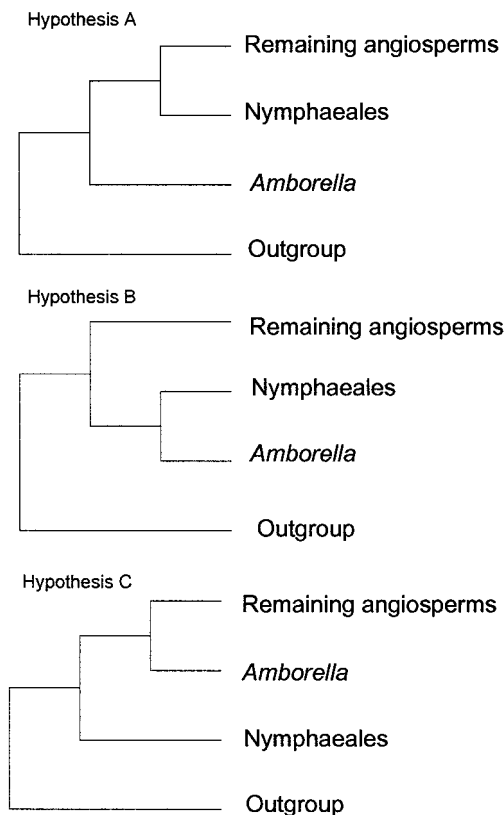 Hypothesis A
Remaining angiosperms
Nymphaeales
Amborella
Outgroup
Hypothesis B
Remaining angiosperms
Nymphaeales
Amborella
Outgroup
Hypothesis C
Remaining angiosperms
Amborella
Nymphaeales
Outgroup